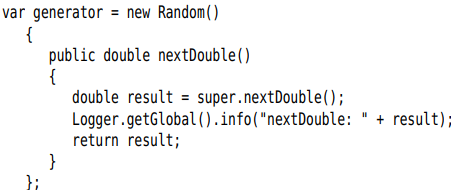 var generator = new Random()
   {
      public double nextDouble()
      {
         double result = super.nextDouble();
         Logger.getGlobal().info("nextDouble: " + result);
         return result;
      }
   };